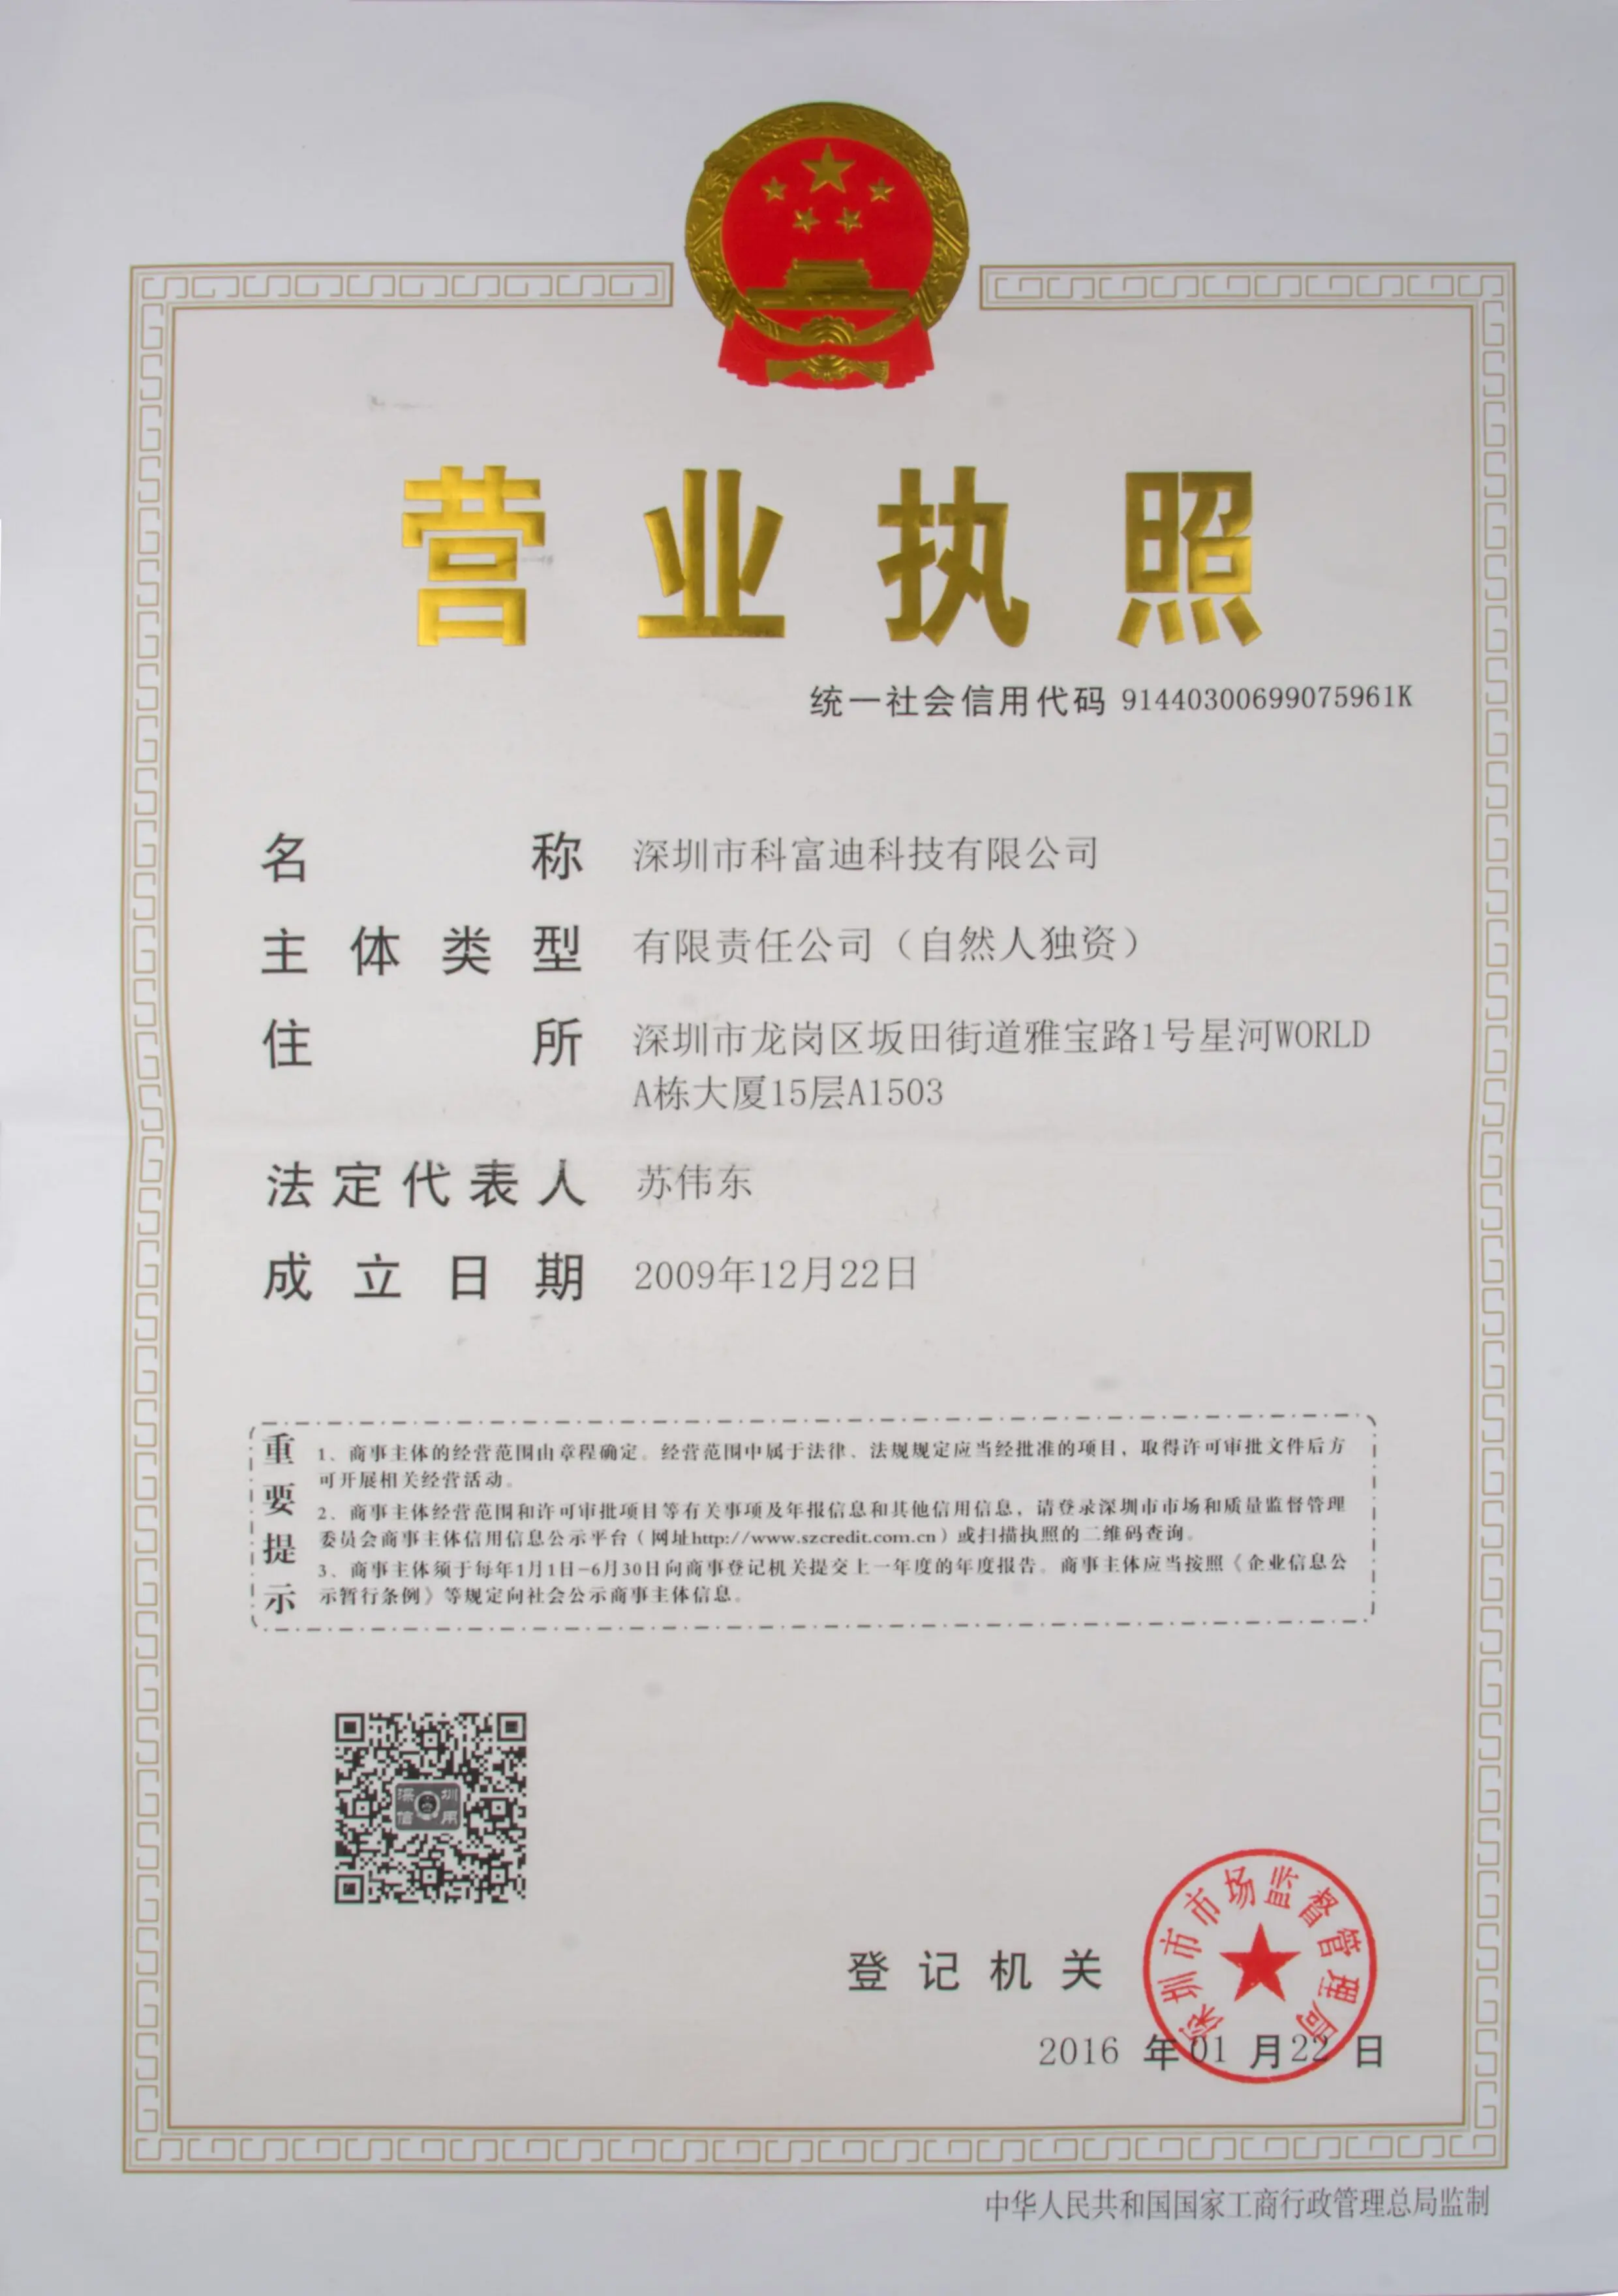 营业执照
统一社会信用代码 91440300699075961K
名称 深圳市科富迪科技有限公司
主体类型 有限责任公司（自然人独资）
住所 深圳市龙岗区坂田街道雅宝路1号星河WORLD
A栋大厦15层A1503
法定代表人 苏伟东
成立日期 2009年12月22日
重要提示
1、商事主体的经营范围由章程确定。经营范围中属于法律、法规规定应当经批准的项目，取得许可审批文件后方
可开展相关经营活动。
2、商事主体经营范围和许可审批项目等有关事项及年报信息和其他信用信息，请登录深圳市市场和质量监督管理
委员会商事主体信用信息公示平台（网址http://www.szcredit.com.cn）或扫描执照的二维码查询。
3、商事主体须于每年1月1日-6月30日向商事登记机关提交上一年度的年度报告。商事主体应当按照《企业信息公
示暂行条例》等规定向社会公示商事主体信息。
深圳
信用
深圳市市场监督管理局
登记机关
2016 年 01 月 22 日
中华人民共和国国家工商行政管理总局监制